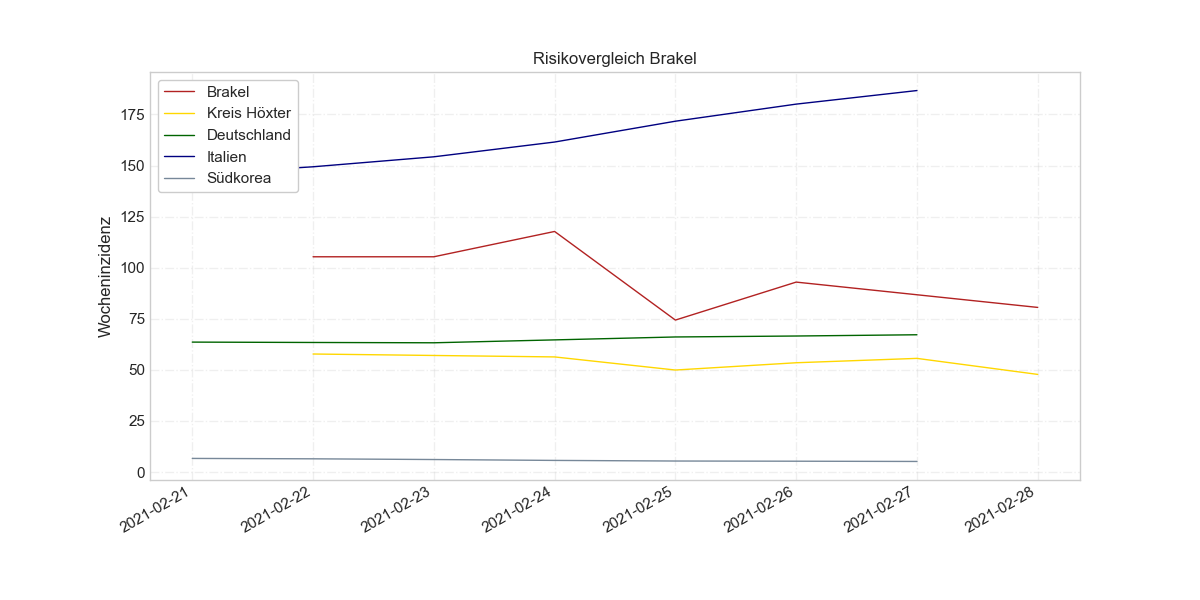 Risikovergleich Brakel
Brakel
Kreis Höxter
Deutschland
Italien
Südkorea
Wocheninzidenz
175
150
125
100
75
50
25
0
2021-02-21
2021-02-22
2021-02-23
2021-02-24
2021-02-25
2021-02-26
2021-02-27
2021-02-28